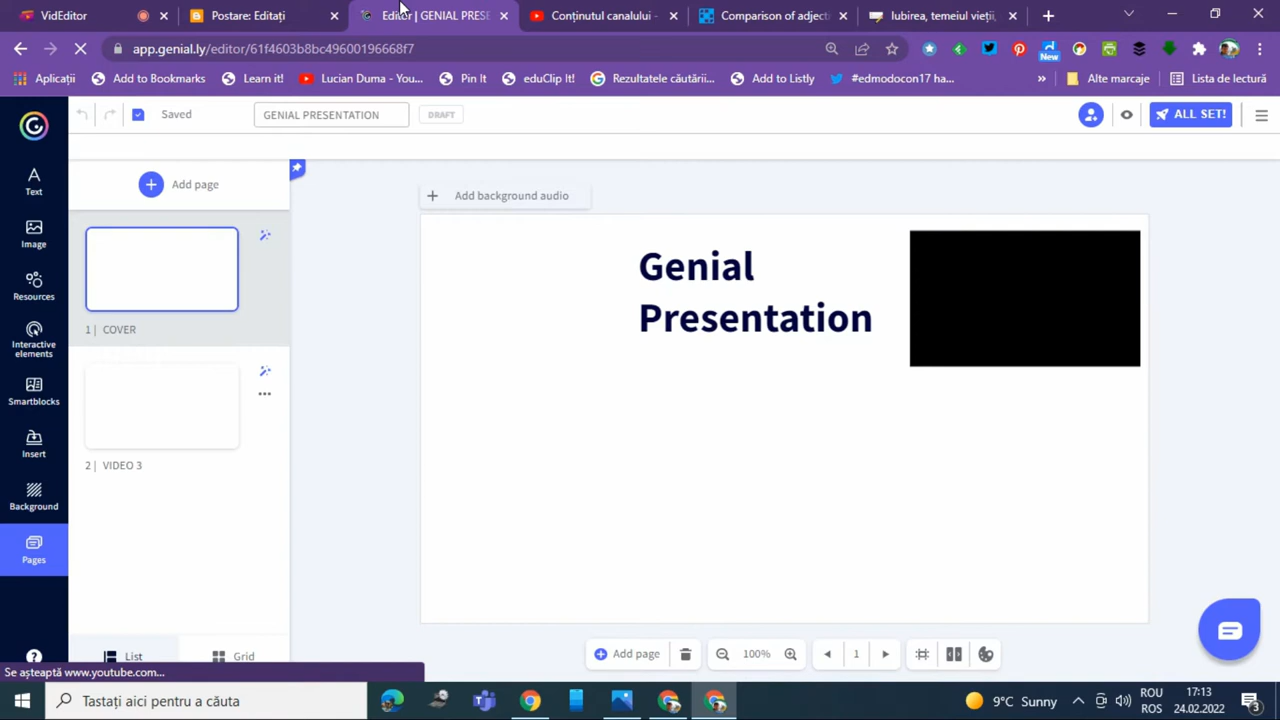 VidEditor
Postare: Editați
Editor | GENIAL PRESE
Conținutul canalului -
Comparison of adjecti
Iubirea, temeiul vieții,
app.genial.ly/editor/61f4603b8bc49600196668f7
New
Aplicații
Add to Bookmarks
Learn it!
Lucian Duma - You...
Pin It
eduClip It!
Rezultatele căutării...
Add to Listly
#edmodocon17 ha...
»
Alte marcaje
Lista de lectură
Saved
GENIAL PRESENTATION
DRAFT
ALL SET!
Text
Image
Resources
Interactive
elements
Smartblocks
Insert
Background
Pages
Add page
1 | COVER
2 | VIDEO 3
List
Grid
Add background audio
Genial
Presentation
Add page
100%
1
Se așteaptă www.youtube.com...
Tastați aici pentru a căuta
9°C Sunny
ROU
ROS
17:13
24.02.2022
3